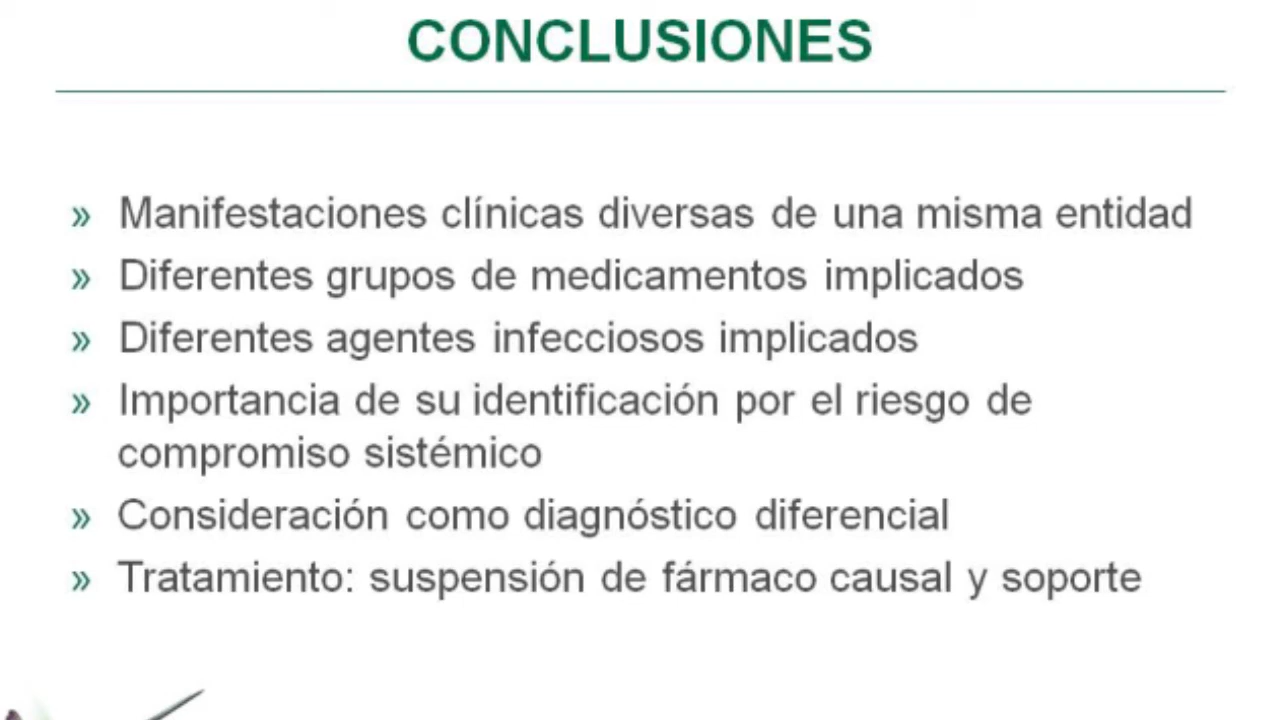 CONCLUSIONES
» Manifestaciones clínicas diversas de una misma entidad
» Diferentes grupos de medicamentos implicados
» Diferentes agentes infecciosos implicados
» Importancia de su identificación por el riesgo de
compromiso sistémico
» Consideración como diagnóstico diferencial
» Tratamiento: suspensión de fármaco causal y soporte